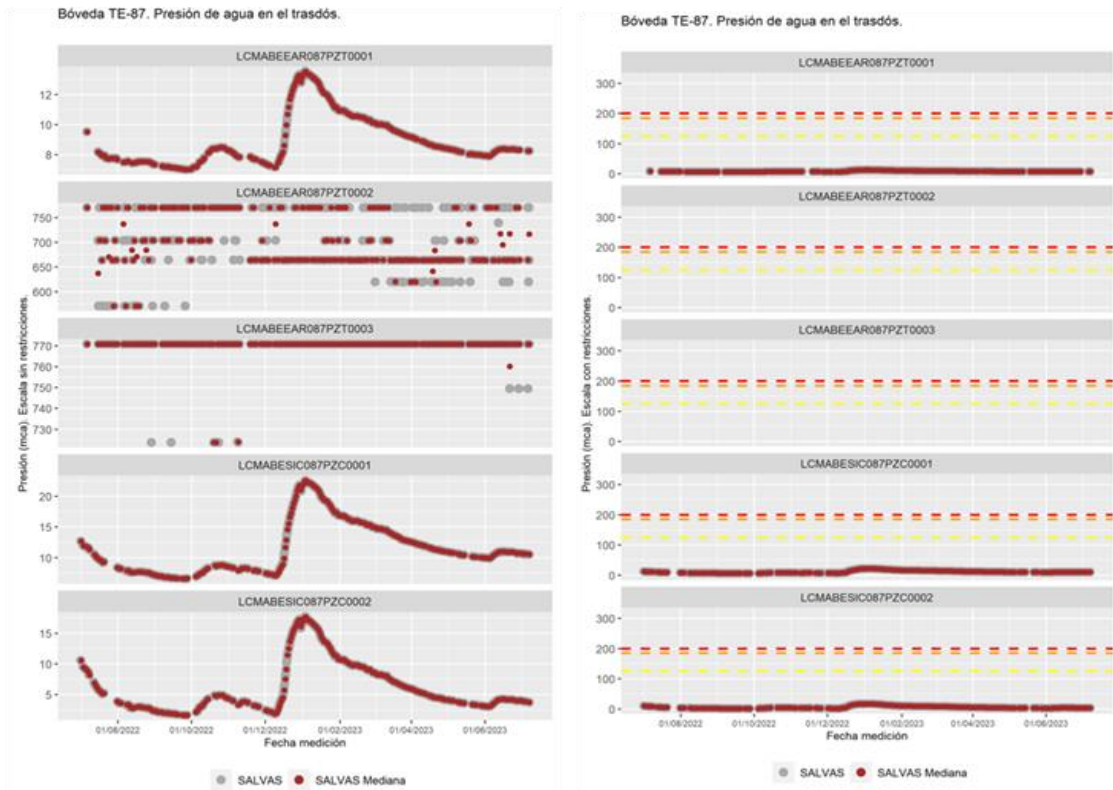 Bóveda TE-87. Presión de agua en el trasdós.
LCMABEEAR087PZT0001
12
10
8
LCMABEEAR087PZT0002
750
700
650
600
LCMABEEAR087PZT0003
770
760
750
740
730
LCMABESIC087PZC0001
20
15
10
LCMABESIC087PZC0002
15
10
5
01/08/2022 01/10/2022 01/12/2022 01/02/2023 01/04/2023 01/06/2023
Fecha medición
Presión (mca). Escala sin restricciones.
SALVAS SALVAS Mediana
Bóveda TE-87. Presión de agua en el trasdós.
LCMABEEAR087PZT0001
300
200
100
0
LCMABEEAR087PZT0002
300
200
100
0
LCMABEEAR087PZT0003
300
200
100
0
LCMABESIC087PZC0001
300
200
100
0
LCMABESIC087PZC0002
300
200
100
0
01/08/2022 01/10/2022 01/12/2022 01/02/2023 01/04/2023 01/06/2023
Fecha medición
Presión (mca). Escala con restricciones.
SALVAS SALVAS Mediana